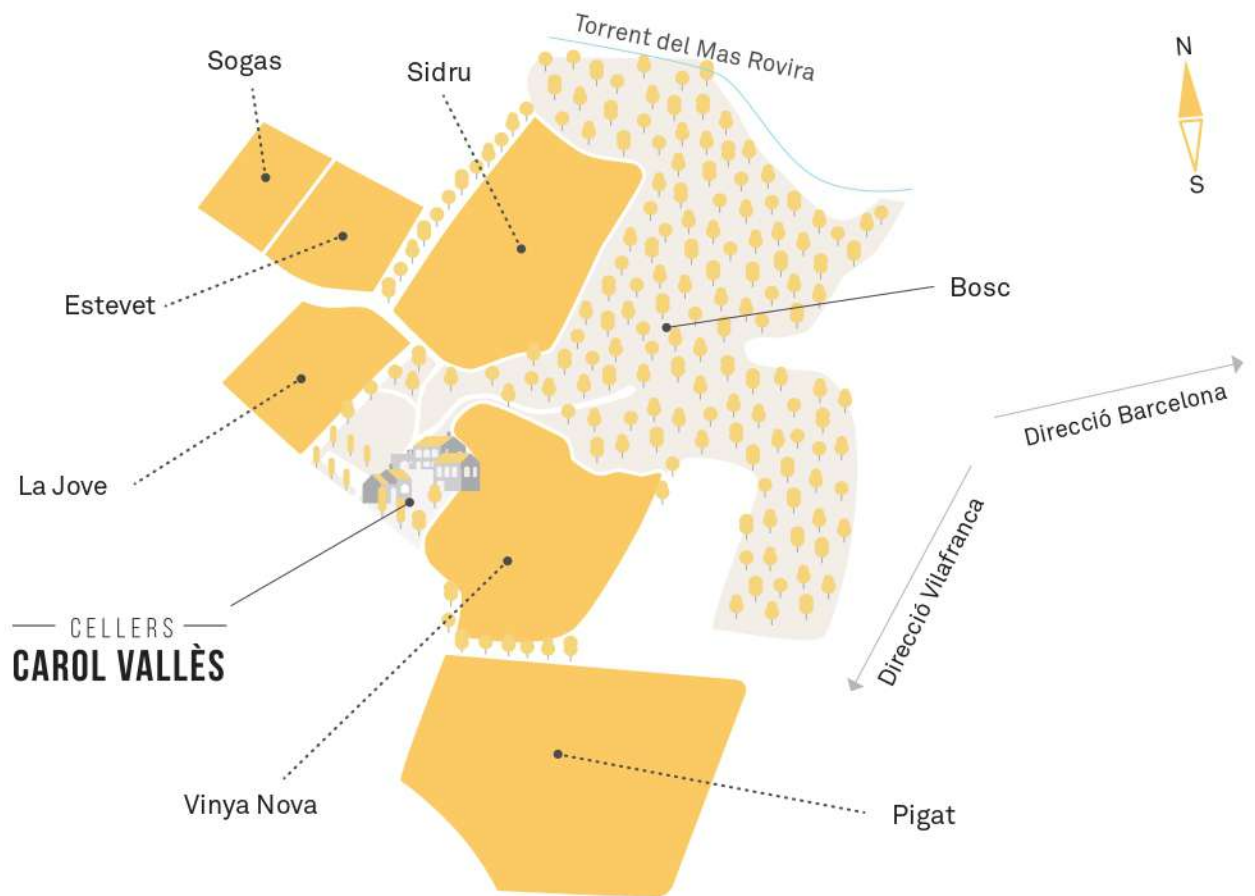 Torrent del Mas Rovira
N
S
Sogas
Sidru
Estevet
Bosc
Direcció Barcelona
La Jove
Direcció Vilafranca
CELLERS
CAROL VALLÈS
Vinya Nova
Pigat